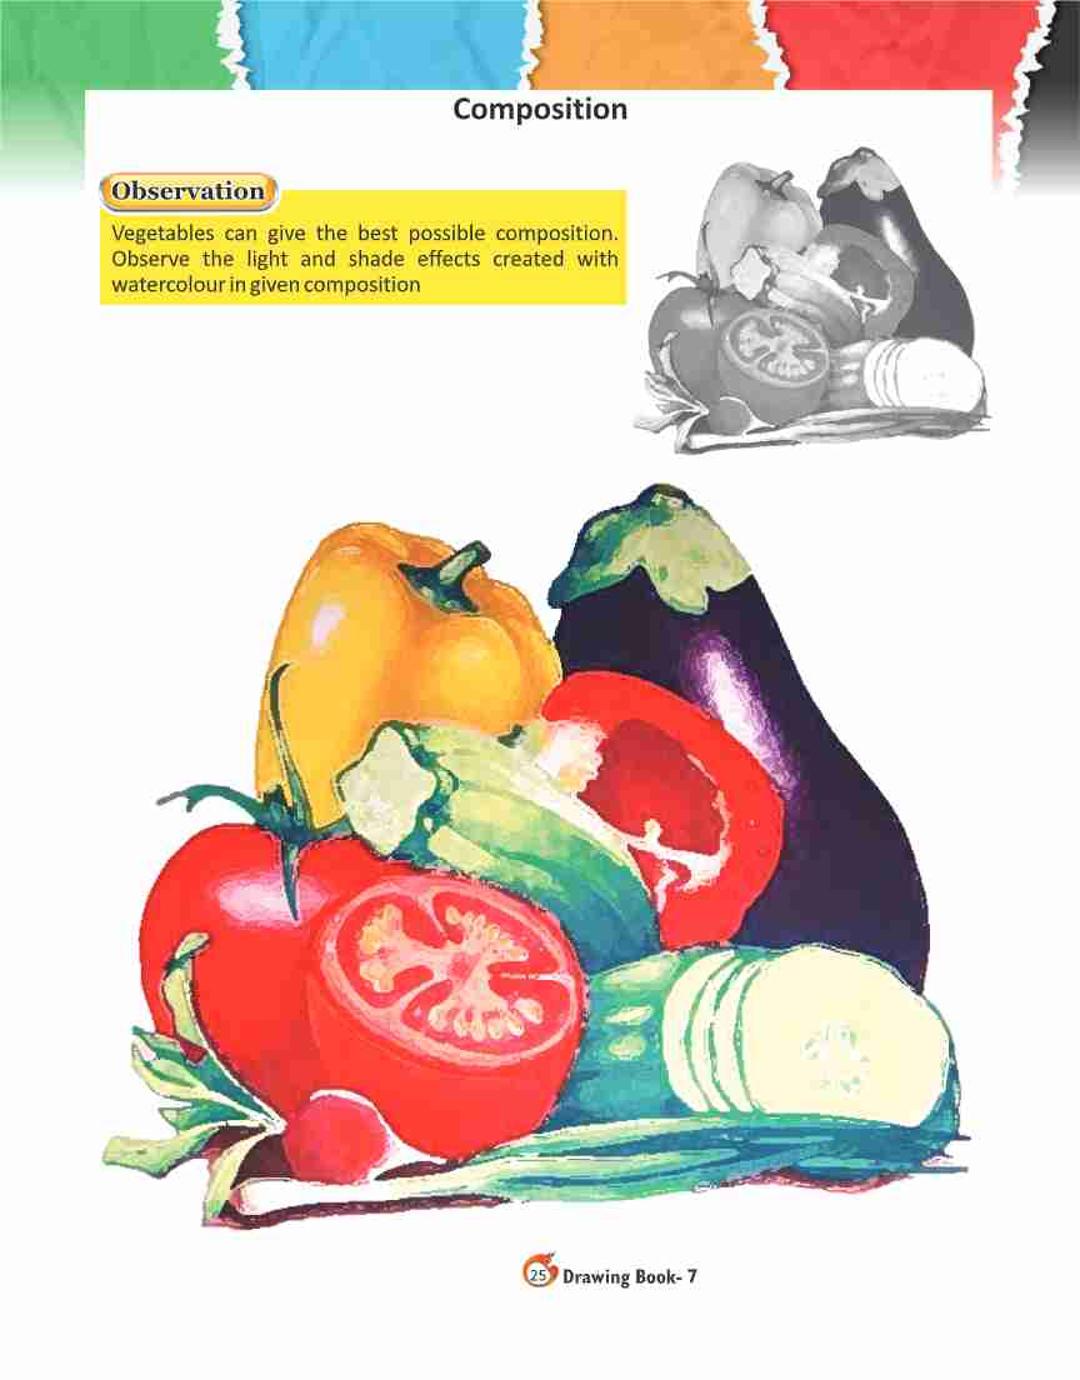 Composition
Observation
Vegetables can give the best possible composition.
Observe the light and shade effects created with
watercolour in given composition
25 Drawing Book- 7